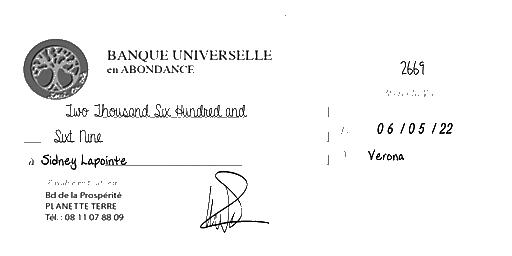 BANQUE UNIVERSELLE
en ABONDANCE
2669
Two Thousand Six Hundred and
Sixt Nine
06/05/22
à Sidney Lapointe
Verona
Bd de la Prospérité
PLANETTE TERRE
Tél. : 08 11 07 88 09